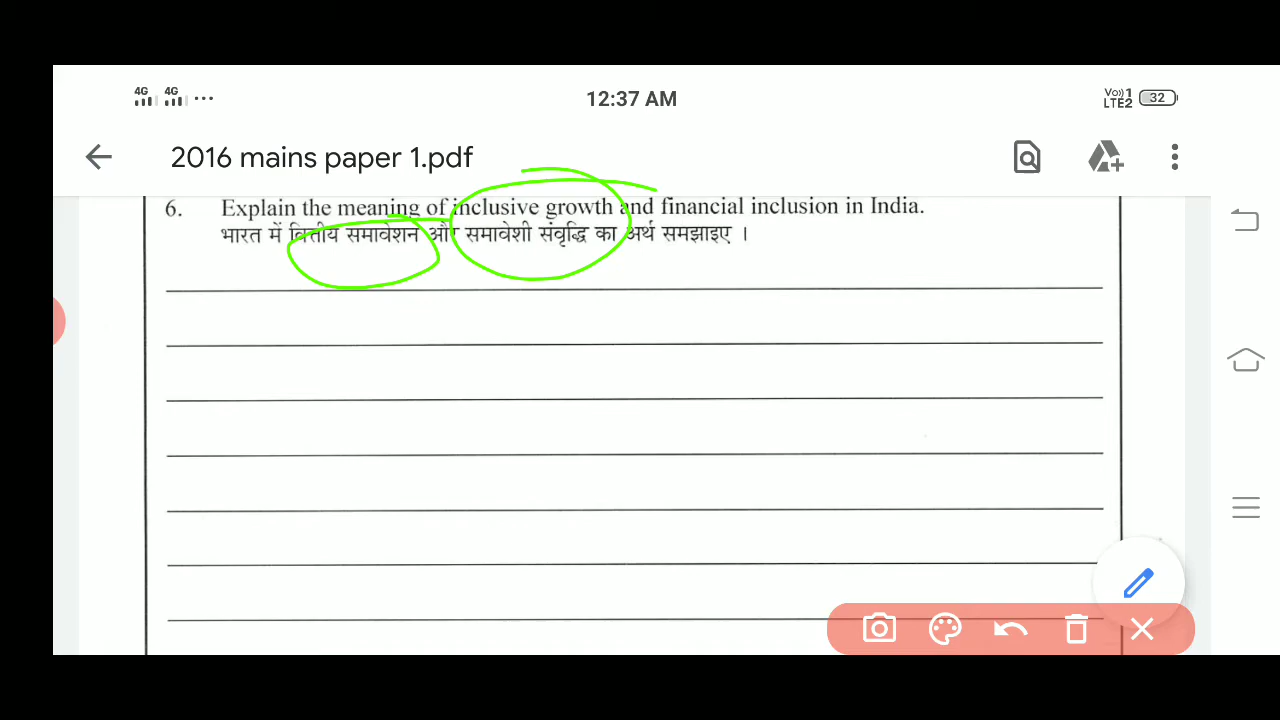 4G 4G ... 12:37 AM Vo)) 1 LTE2 32
2016 mains paper 1.pdf
6. Explain the meaning of inclusive growth and financial inclusion in India.
भारत में वित्तीय समावेशन और समावेशी संवृद्धि का अर्थ समझाइए ।